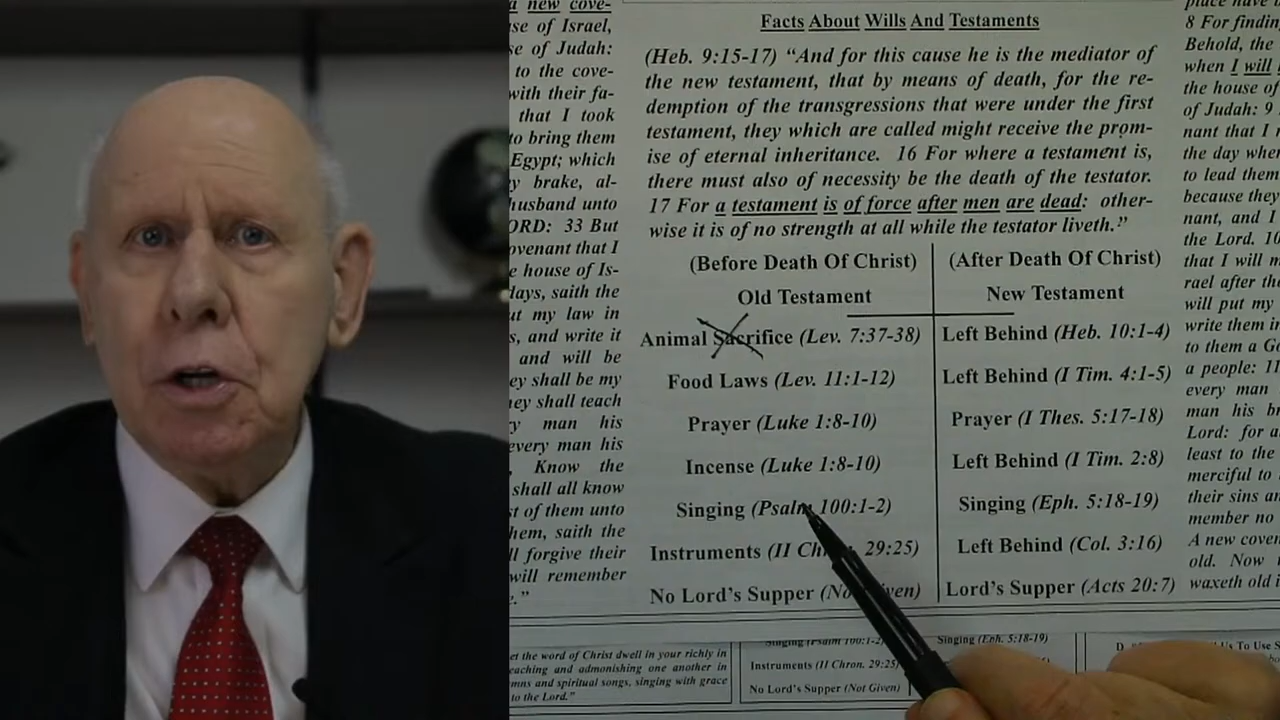 a new cove-
se of Israel,
se of Judah:
to the cove-
with their fa-
that I took
to bring them
Egypt; which
y brake, al-
husband unto
ORD: 33 But
ovenant that I
e house of Is-
days, saith the
ut my law in
s, and write it
and will be
ey shall be my
hey shall teach
y man his
every man his
Know the
shall all know
st of them unto
hem, saith the
ll forgive their
will remember
Facts About Wills And Testaments
(Heb. 9:15-17) “And for this cause he is the mediator of
the new testament, that by means of death, for the re-
demption of the transgressions that were under the first
testament, they which are called might receive the prom-
ise of eternal inheritance. 16 For where a testament is,
there must also of necessity be the death of the testator.
17 For a testament is of force after men are dead: other-
wise it is of no strength at all while the testator liveth.”
(Before Death Of Christ) (After Death Of Christ)
Old Testament New Testament
Animal Sacrifice (Lev. 7:37-38) Left Behind (Heb. 10:1-4)
Food Laws (Lev. 11:1-12) Left Behind (I Tim. 4:1-5)
Prayer (Luke 1:8-10) Prayer (I Thes. 5:17-18)
Incense (Luke 1:8-10) Left Behind (I Tim. 2:8)
Singing (Psalm 100:1-2) Singing (Eph. 5:18-19)
Instruments (II Ch 29:25) Left Behind (Col. 3:16)
No Lord’s Supper (No iven) Lord’s Supper (Acts 20:7)
place have
8 For findin
Behold, the
when I will
the house of
of Judah: 9
nant that I
the day when
to lead them
because they
nant, and I
the Lord. 10
that I will m
rael after the
will put my
write them in
to them a Go
a people: 11
every man
man his br
Lord: for a
least to the
merciful to
their sins an
member no
A new coven
old. Now
waxeth old i
et the word of Christ dwell in your richly in
eaching and admonishing one another in
mns and spiritual songs, singing with grace
to the Lord.”
Singing (Psalm 100:1-2) Singing (Eph. 5:18-19)
Instruments (II Chron. 29:25)
No Lord’s Supper (Not Given)
Us To Use S